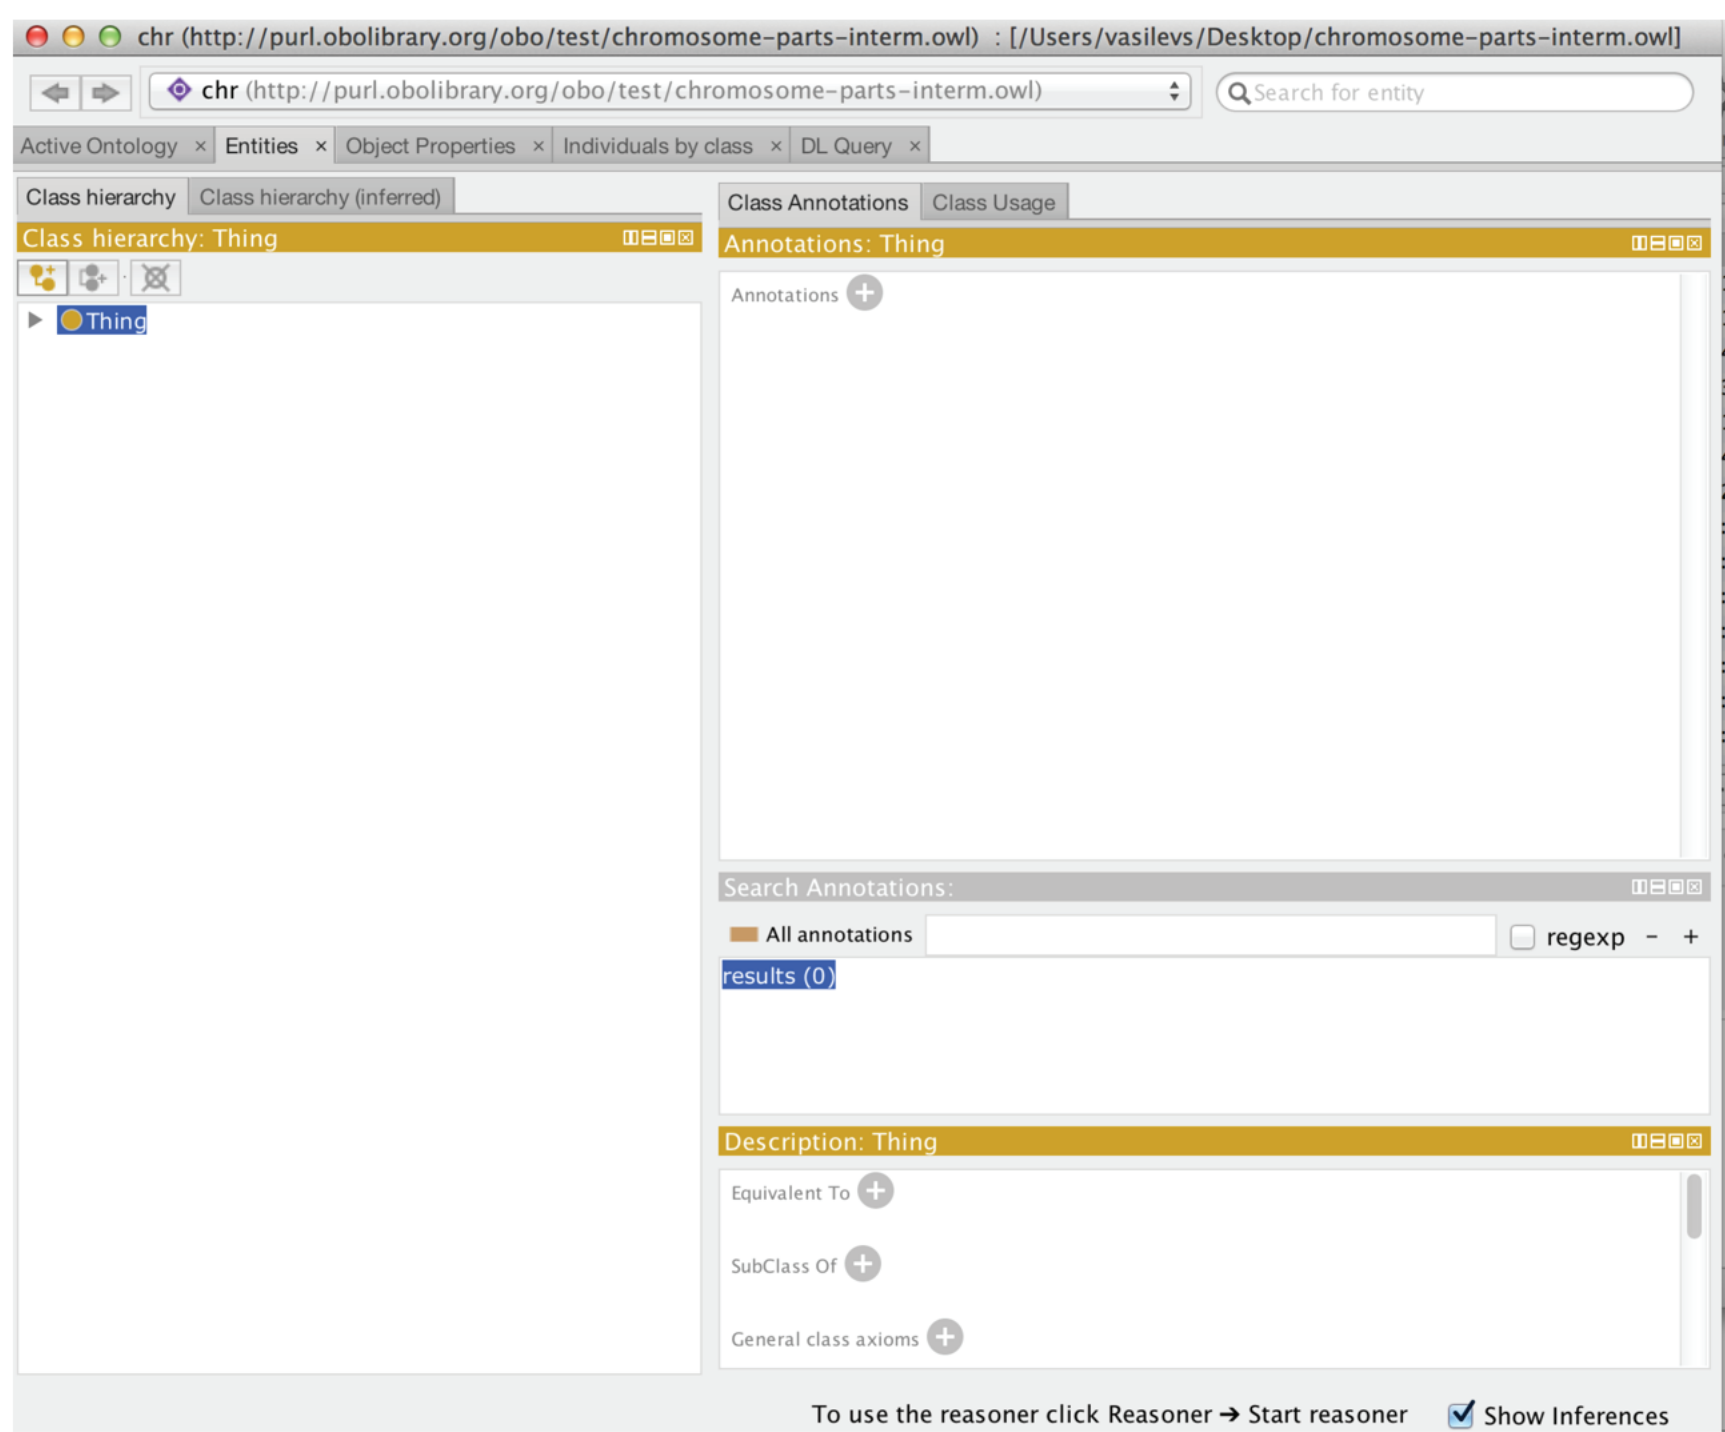 chr (http://purl.obolibrary.org/obo/test/chromosome-parts-interm.owl) : [/Users/vasilevs/Desktop/chromosome-parts-interm.owl]
chr (http://purl.obolibrary.org/obo/test/chromosome-parts-interm.owl)
Search for entity
Active Ontology × Entities × Object Properties × Individuals by class × DL Query ×
Class hierarchy Class hierarchy (inferred)
Class hierarchy: Thing
Thing
Class Annotations Class Usage
Annotations: Thing
Annotations
Search Annotations:
All annotations
regexp - +
results (0)
Description: Thing
Equivalent To
SubClass Of
General class axioms
To use the reasoner click Reasoner ➔ Start reasoner
Show Inferences